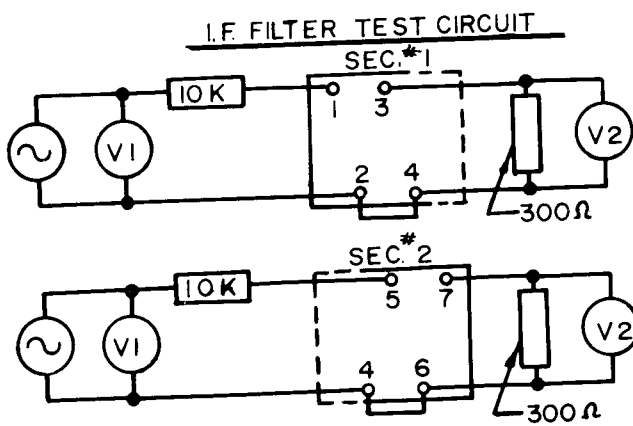 I.F. FILTER TEST CIRCUIT
SEC. #1
10K
1 3
V1
V2
2 4
300Ω
SEC. #2
10K
5 7
V1
V2
4 6
300Ω